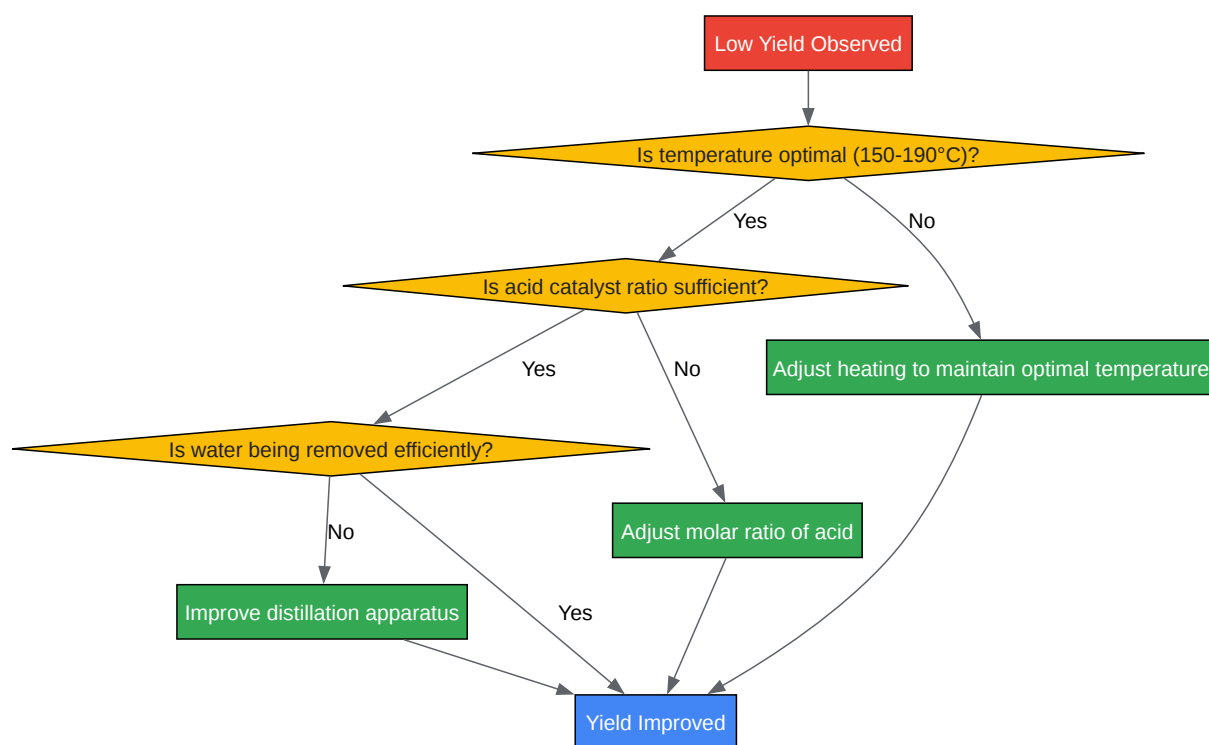 Low Yield Observed
Is temperature optimal (150-190°C)?
Yes
No
Is acid catalyst ratio sufficient?
Yes
No
Adjust heating to maintain optimal temperature
Is water being removed efficiently?
No
Adjust molar ratio of acid
Improve distillation apparatus
Yes
Yield Improved